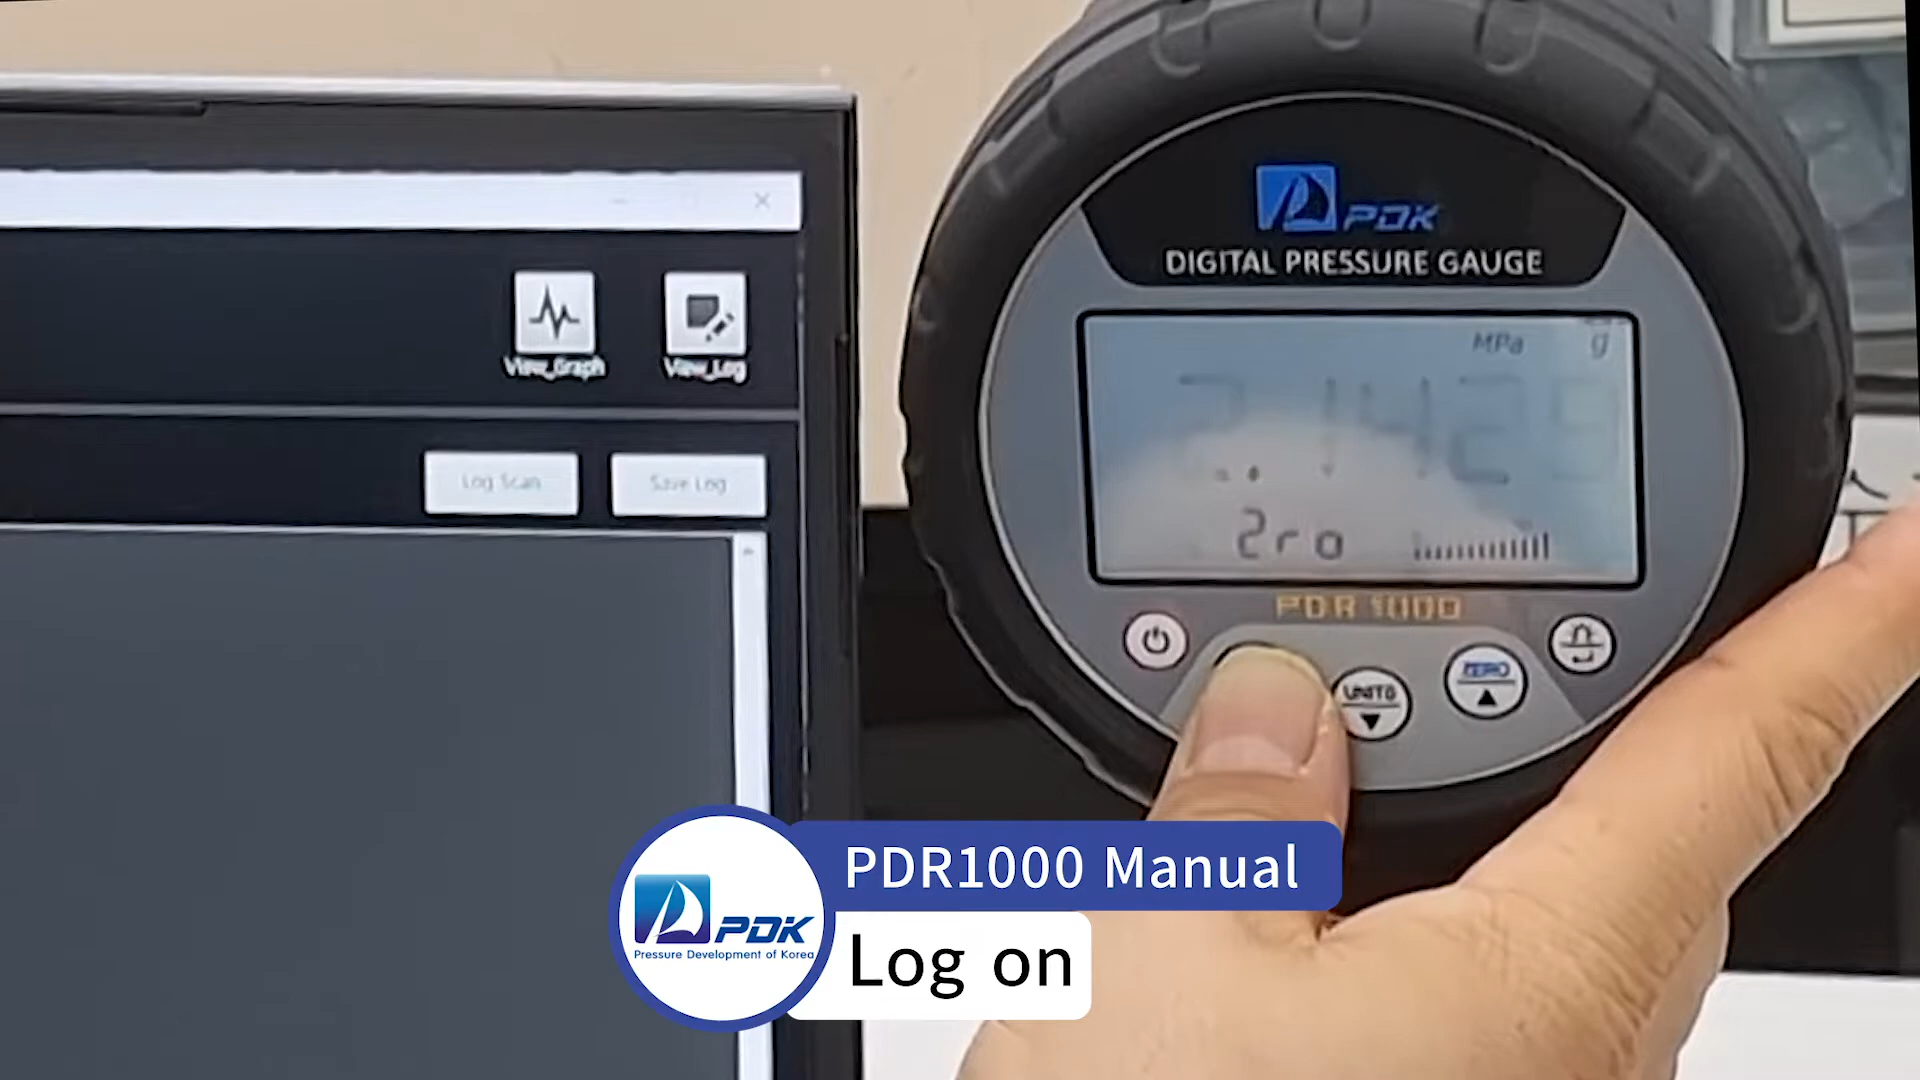 PDK
DIGITAL PRESSURE GAUGE
MPa g
2ro
PDR 1000
UNITS
ZERO
View_Graph
View_Log
Log Scan
Save Log
PDR1000 Manual
Log on
PDK
Pressure Development of Korea